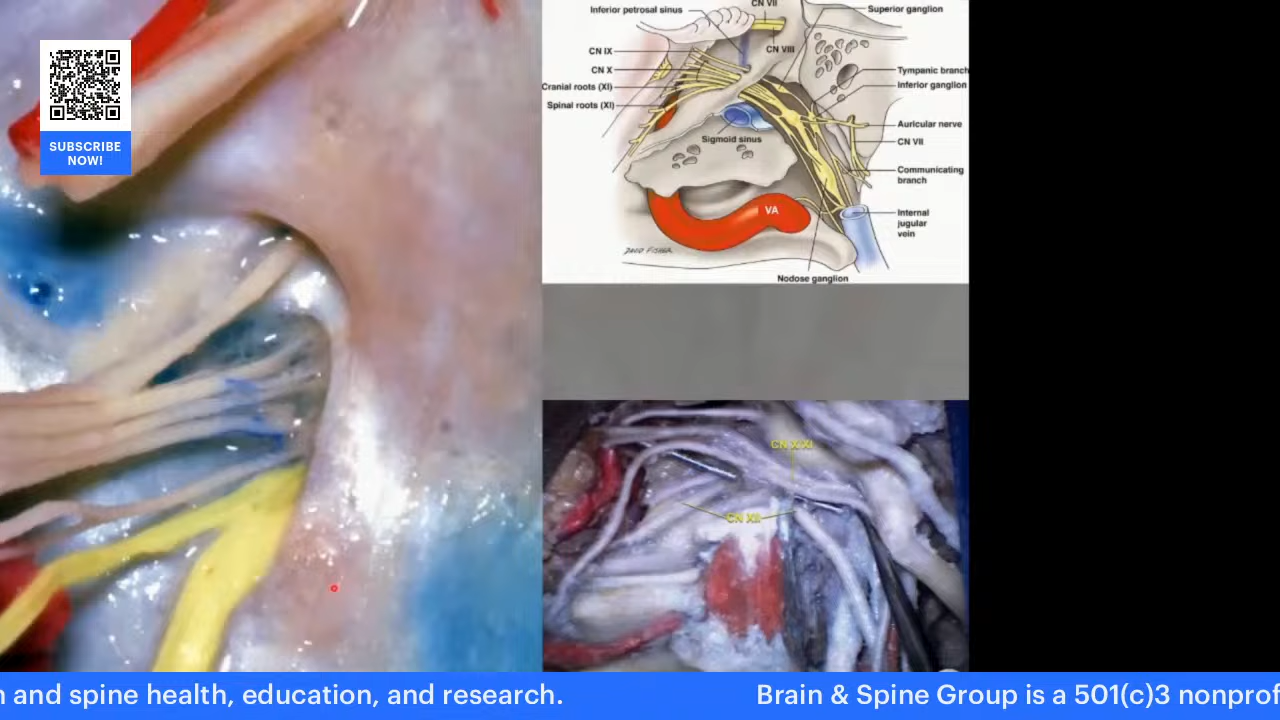 SUBSCRIBE
NOW!
CN VII
Inferior petrosal sinus
Superior ganglion
CN IX
CN VIII
CN X
Tympanic branch
Cranial roots (XI)
Inferior ganglion
Spinal roots (XI)
Auricular nerve
Sigmoid sinus
CN VII
Communicating
branch
VA
Internal
jugular
vein
DAVID FISHER
Nodose ganglion
CN X XI
CN XII
and spine health, education, and research.
Brain & Spine Group is a 501(c)3